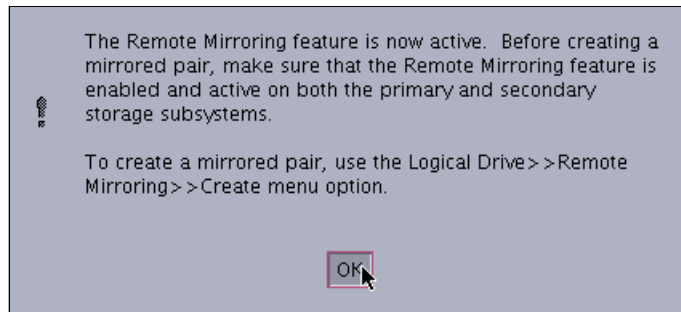 The Remote Mirroring feature is now active.  Before creating a
mirrored pair, make sure that the Remote Mirroring feature is
enabled and active on both the primary and secondary
storage subsystems.
To create a mirrored pair, use the Logical Drive>>Remote
Mirroring>>Create menu option.
OK